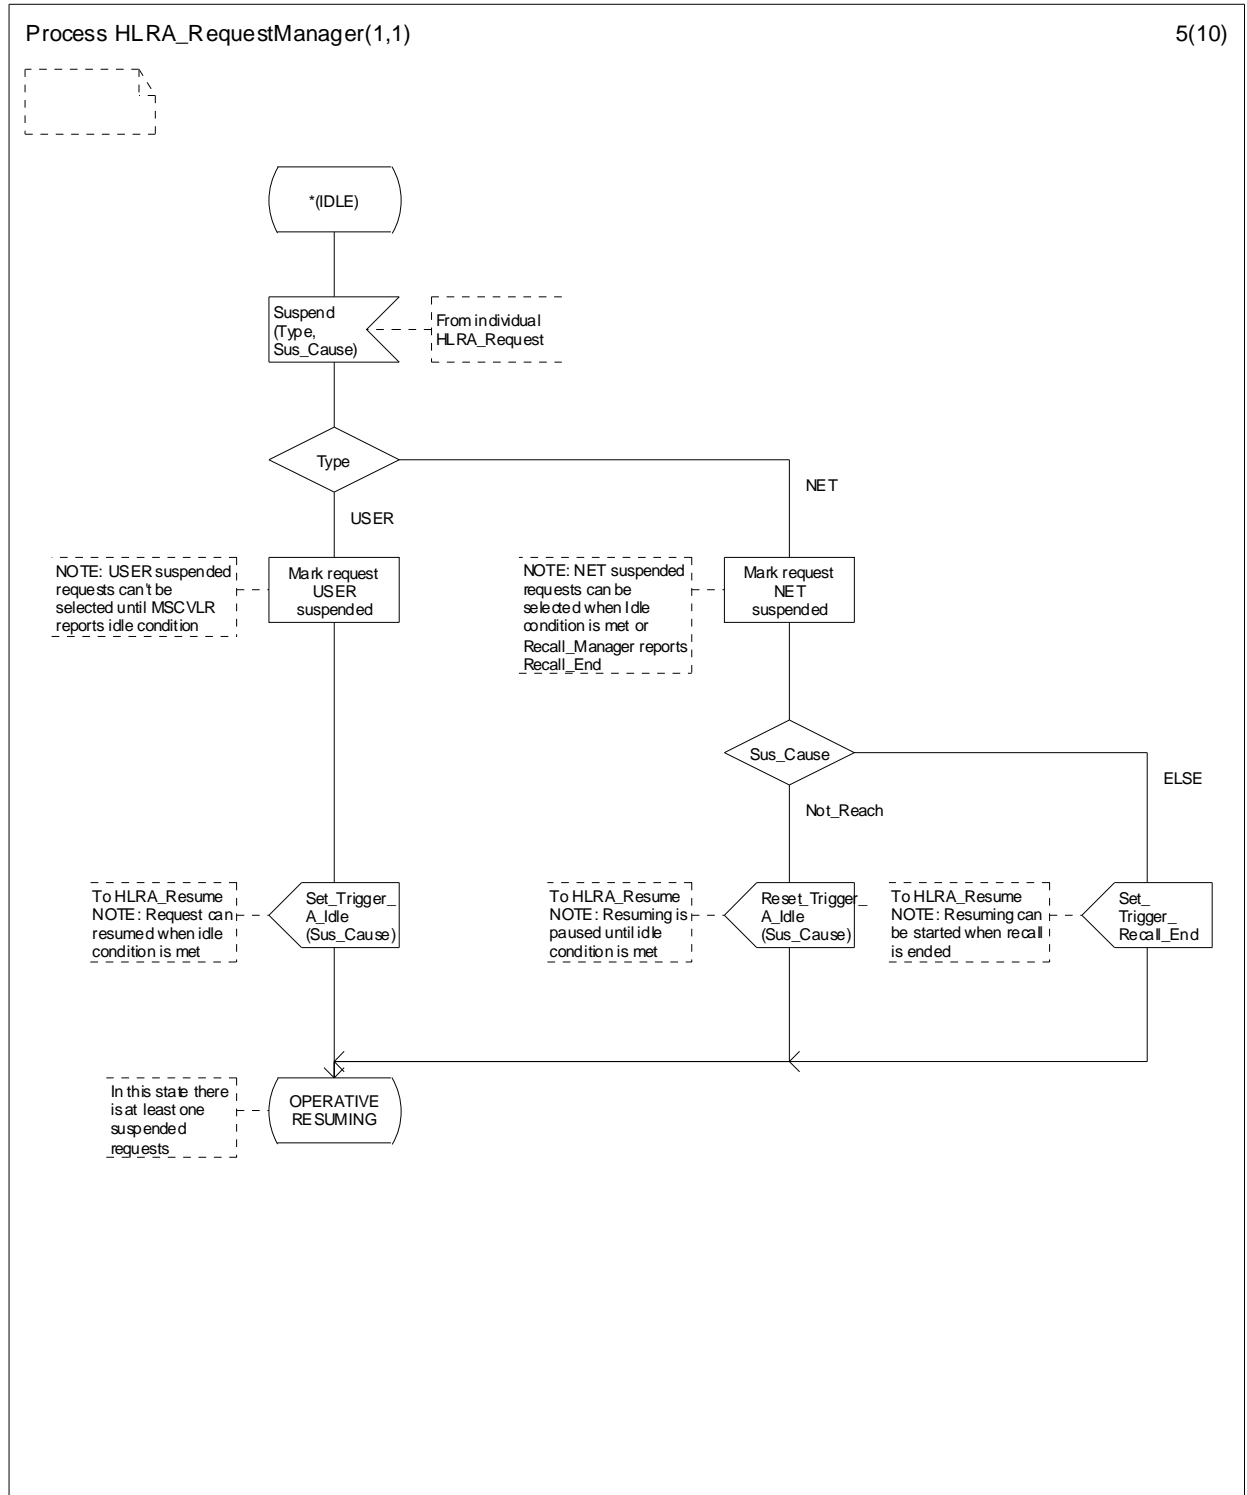 Process HLRA_RequestManager(1,1)
5(10)
*(IDLE)
Suspend
(Type,
Sus_Cause)
From individual
HLRA_Request
Type
NET
USER
NOTE: USER suspended
requests can't be
selected until MSCVLR
reports idle condition
Mark request
USER
suspended
NOTE: NET suspended
requests can be
selected when Idle
condition is met or
Recall_Manager reports
Recall_End
Mark request
NET
suspended
Sus_Cause
ELSE
Not_Reach
To HLRA_Resume
NOTE: Request can
resumed when idle
condition is met
Set_Trigger_
A_Idle
(Sus_Cause)
To HLRA_Resume
NOTE: Resuming is
paused until idle
condition is met
Reset_Trigger_
A_Idle
(Sus_Cause)
To HLRA_Resume
NOTE: Resuming can
be started when recall
is ended
Set_
Trigger_
Recall_End
In this state there
is at least one
suspended
requests
OPERATIVE
RESUMING